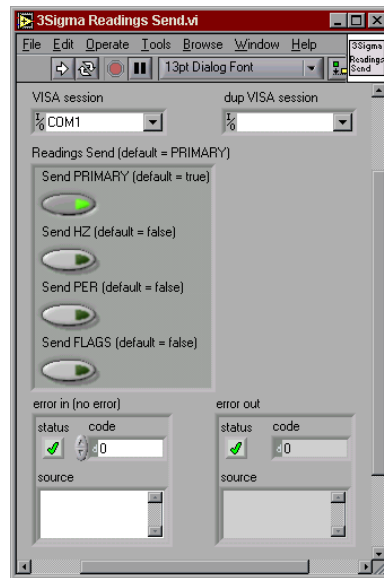 3Sigma Readings Send.vi
File Edit Operate Tools Browse Window Help
3Sigma
Readings
Send
13pt Dialog Font
VISA session
dup VISA session
I/O COM1
I/O
Readings Send (default = PRIMARY)
Send PRIMARY (default = true)
Send HZ (default = false)
Send PER (default = false)
Send FLAGS (default = false)
error in (no error)
error out
status code
status code
d 0
d 0
source
source